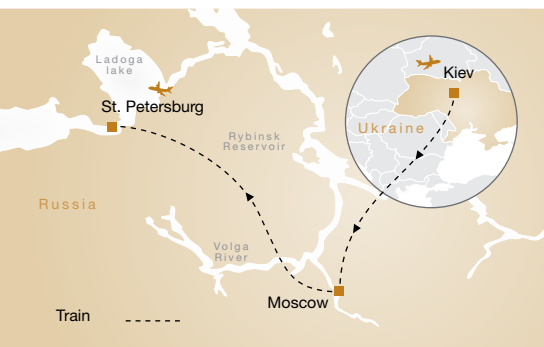 Ladoga
lake
Kiev
St. Petersburg
Ukraine
Rybinsk
Reservoir
Russia
Volga
River
Moscow
Train